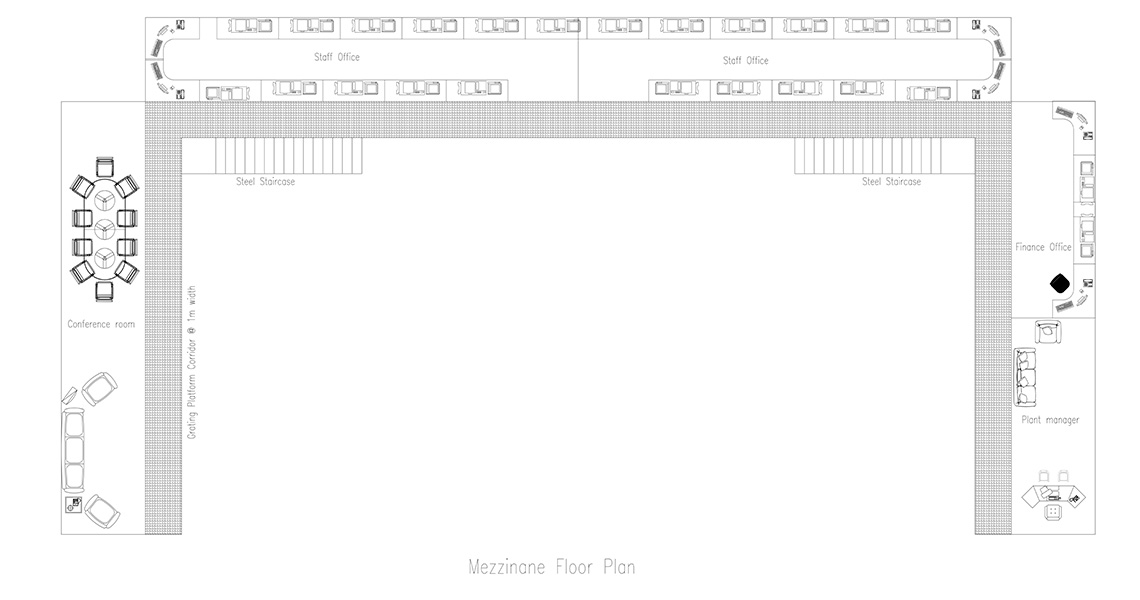 Staff Office
Staff Office
Steel Staircase
Steel Staircase
Finance Office
Conference room
Grating Platform Corridor @ 1m width
Plant manager
Mezzinane Floor Plan